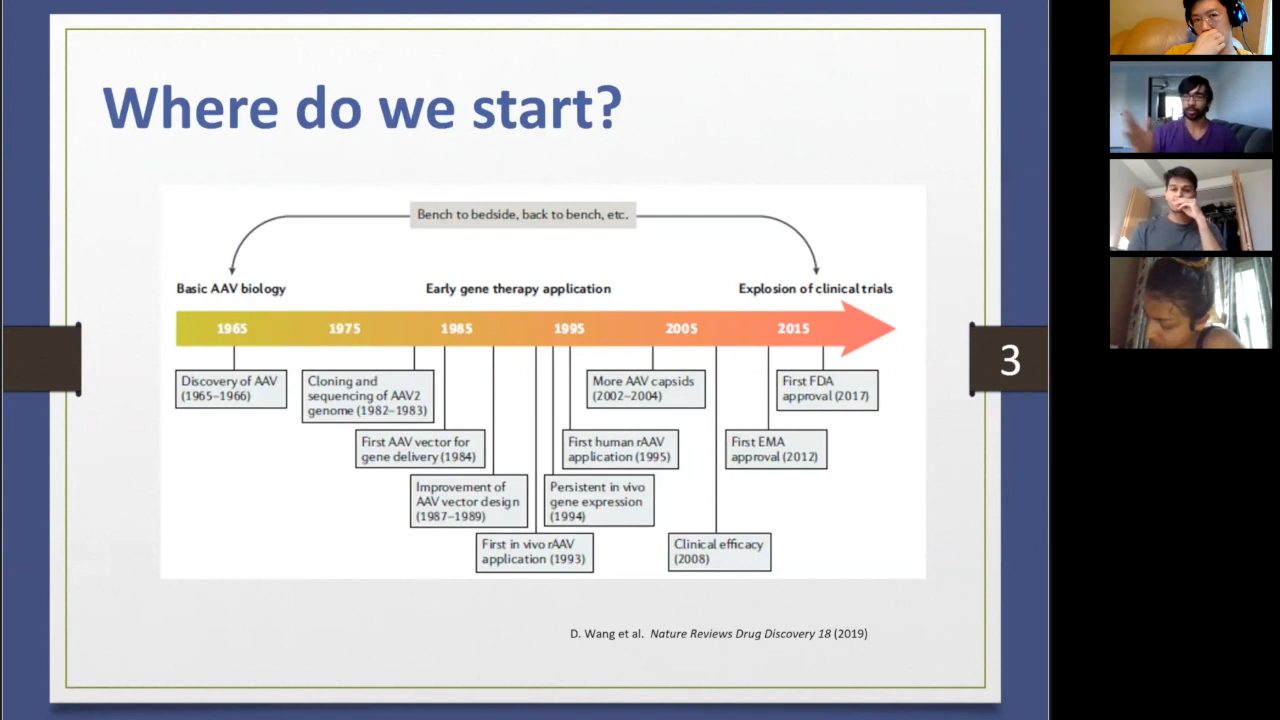 Where do we start?
Bench to bedside, back to bench, etc.
Basic AAV biology
Early gene therapy application
Explosion of clinical trials
1965
1975
1985
1995
2005
2015
3
Discovery of AAV
(1965–1966)
Cloning and
sequencing of AAV2
genome (1982–1983)
More AAV capsids
(2002–2004)
First FDA
approval (2017)
First AAV vector for
gene delivery (1984)
First human rAAV
application (1995)
First EMA
approval (2012)
Improvement of
AAV vector design
(1987–1989)
Persistent in vivo
gene expression
(1994)
First in vivo rAAV
application (1993)
Clinical efficacy
(2008)
D. Wang et al. Nature Reviews Drug Discovery 18 (2019)